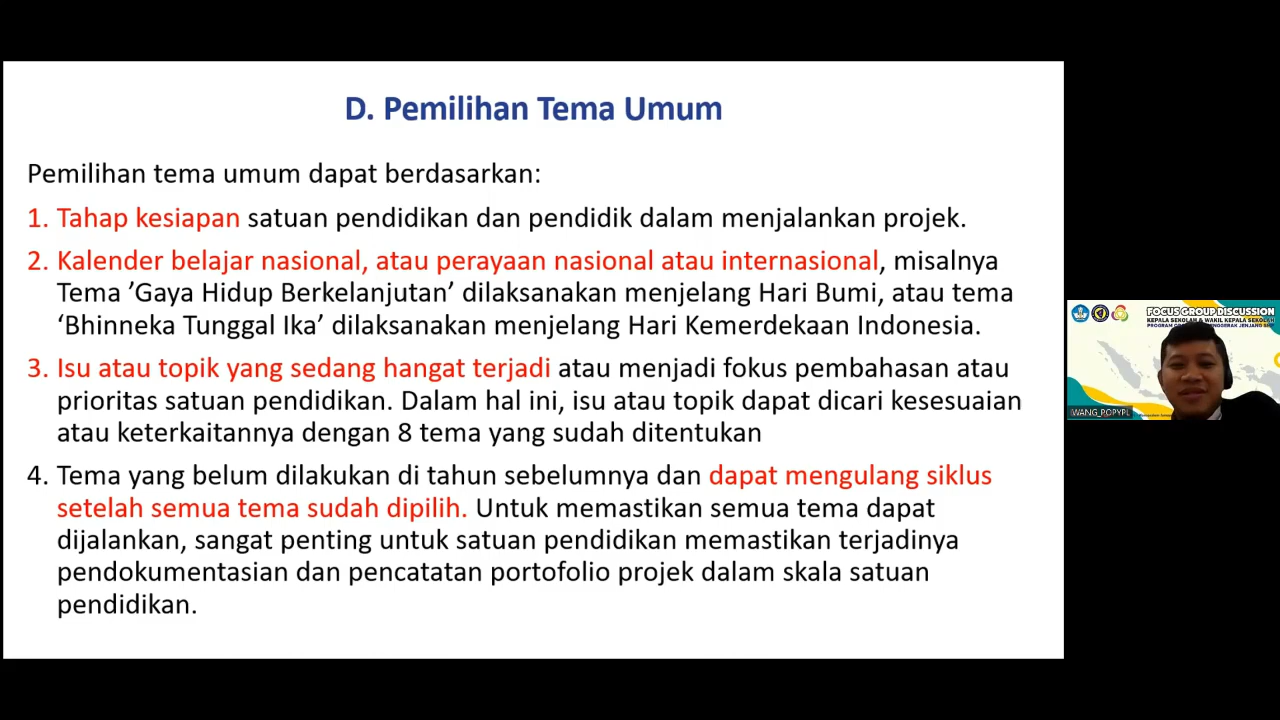 D. Pemilihan Tema Umum
Pemilihan tema umum dapat berdasarkan:
1. Tahap kesiapan satuan pendidikan dan pendidik dalam menjalankan projek.
2. Kalender belajar nasional, atau perayaan nasional atau internasional, misalnya
Tema ’Gaya Hidup Berkelanjutan’ dilaksanakan menjelang Hari Bumi, atau tema
‘Bhinneka Tunggal Ika’ dilaksanakan menjelang Hari Kemerdekaan Indonesia.
3. Isu atau topik yang sedang hangat terjadi atau menjadi fokus pembahasan atau
prioritas satuan pendidikan. Dalam hal ini, isu atau topik dapat dicari kesesuaian
atau keterkaitannya dengan 8 tema yang sudah ditentukan
4. Tema yang belum dilakukan di tahun sebelumnya dan dapat mengulang siklus
setelah semua tema sudah dipilih. Untuk memastikan semua tema dapat
dijalankan, sangat penting untuk satuan pendidikan memastikan terjadinya
pendokumentasian dan pencatatan portofolio projek dalam skala satuan
pendidikan.
FOCUS GROUP DISCUSSION
KEPALA SEKOLAH & WAKIL KEPALA SEKOLAH
PROGRAM
JENJANG
WANG_POPYPL